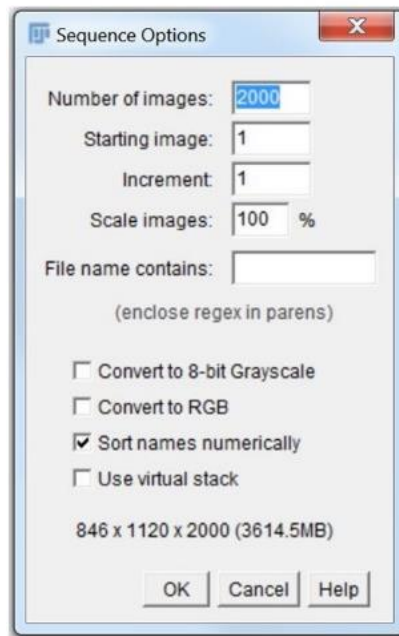 Sequence Options
Number of images: 2000
Starting image: 1
Increment: 1
Scale images: 100 %
File name contains:
(enclose regex in parens)
Convert to 8-bit Grayscale
Convert to RGB
Sort names numerically
Use virtual stack
846 x 1120 x 2000 (3614.5MB)
OK Cancel Help